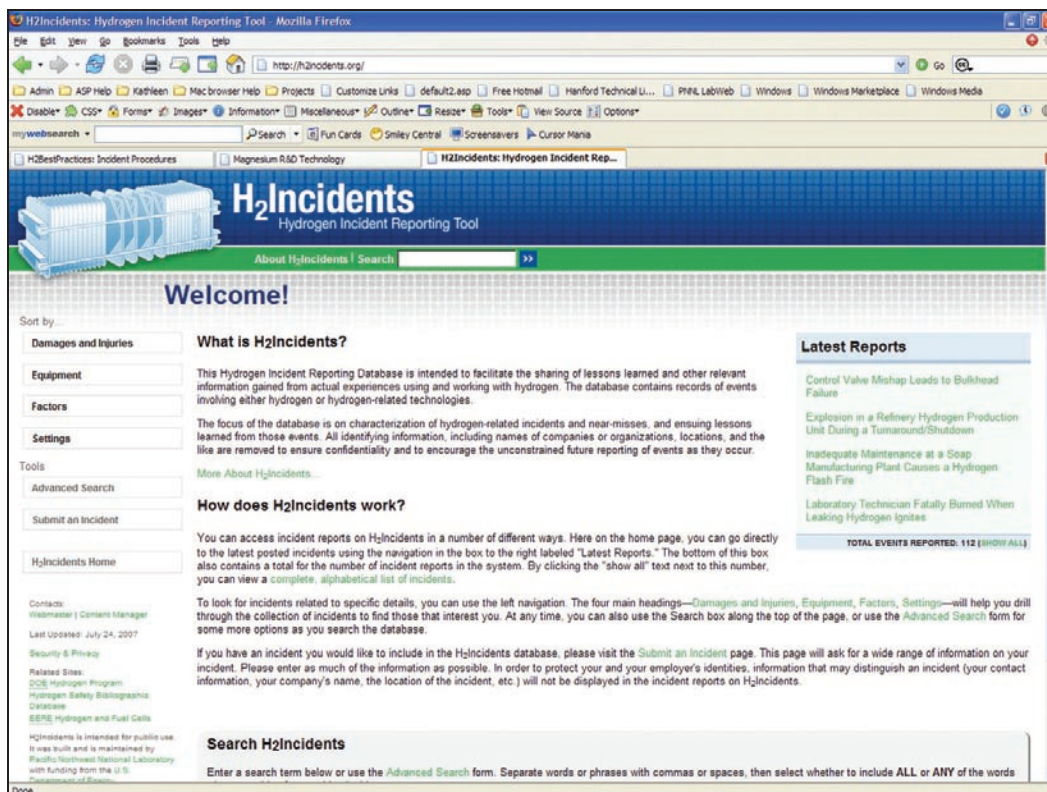 H2Incidents: Hydrogen Incident Reporting Tool - Mozilla Firefox
File Edit View Go Bookmarks Tools Help
http://h2incidents.org/
Go
Admin ASP Help Kathleen Mac browser Help Projects Customize Links default2.asp Free Hotmail Hanford Technical Li... PNNL LabWeb Windows Windows Marketplace Windows Media
Disable CSS Forms Images Information Miscellaneous Outline Resize Tools View Source Options
mywebsearch Search Fun Cards Smiley Central Screensavers Cursor Mania
H2BestPractices: Incident Procedures Magnesium R&D Technology H2Incidents: Hydrogen Incident Rep...
H2Incidents
Hydrogen Incident Reporting Tool
About H2Incidents | Search >>
Welcome!
Sort by...
Damages and Injuries
Equipment
Factors
Settings
Tools
Advanced Search
Submit an Incident
H2Incidents Home
Contacts:
Webmaster | Content Manager
Last Updated: July 24, 2007
Security & Privacy
Related Sites:
DOE Hydrogen Program
Hydrogen Safety Bibliographic
Database
EERE Hydrogen and Fuel Cells
H2Incidents is intended for public use.
It was built and is maintained by
Pacific Northwest National Laboratory
with funding from the U.S.
Department of Energy
What is H2Incidents?
This Hydrogen Incident Reporting Database is intended to facilitate the sharing of lessons learned and other relevant
information gained from actual experiences using and working with hydrogen. The database contains records of events
involving either hydrogen or hydrogen-related technologies.
The focus of the database is on characterization of hydrogen-related incidents and near-misses, and ensuing lessons
learned from those events. All identifying information, including names of companies or organizations, locations, and the
like are removed to ensure confidentiality and to encourage the unconstrained future reporting of events as they occur.
More About H2Incidents...
How does H2Incidents work?
You can access incident reports on H2Incidents in a number of different ways. Here on the home page, you can go directly
to the latest posted incidents using the navigation in the box to the right labeled "Latest Reports." The bottom of this box
also contains a total for the number of incident reports in the system. By clicking the "show all" text next to this number,
you can view a complete, alphabetical list of incidents.
To look for incidents related to specific details, you can use the left navigation. The four main headings—Damages and Injuries, Equipment, Factors, Settings—will help you drill
through the collection of incidents to find those that interest you. At any time, you can also use the Search box along the top of the page, or use the Advanced Search form for
some more options as you search the database.
If you have an incident you would like to include in the H2Incidents database, please visit the Submit an Incident page. This page will ask for a wide range of information on your
incident. Please enter as much of the information as possible. In order to protect your and your employer's identities, information that may distinguish an incident (your contact
information, your company's name, the location of the incident, etc.) will not be displayed in the incident reports on H2Incidents.
Latest Reports
Control Valve Mishap Leads to Bulkhead
Failure
Explosion in a Refinery Hydrogen Production
Unit During a Turnaround/Shutdown
Inadequate Maintenance at a Soap
Manufacturing Plant Causes a Hydrogen
Flash Fire
Laboratory Technician Fatally Burned When
Leaking Hydrogen Ignites
TOTAL EVENTS REPORTED: 112 (SHOW ALL)
Search H2Incidents
Enter a search term below or use the Advanced Search form. Separate words or phrases with commas or spaces, then select whether to include ALL or ANY of the words
Done